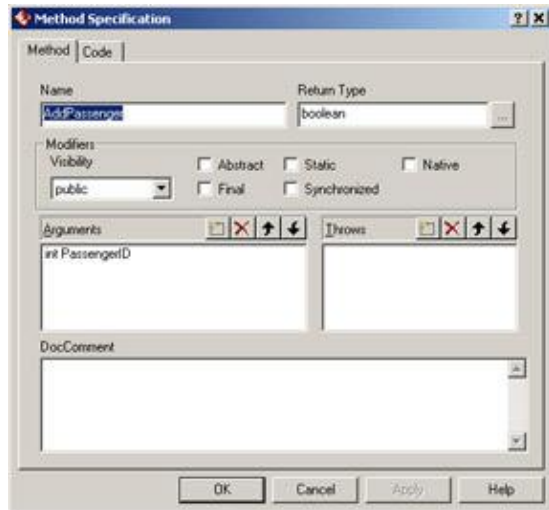 Method Specification
Method Code
Name Return Type
AddPassenger boolean ...
Modifiers
Visibility Abstract Static Native
public Final Synchronized
Arguments Throws
int PassengerID
DocComment
OK Cancel Apply Help